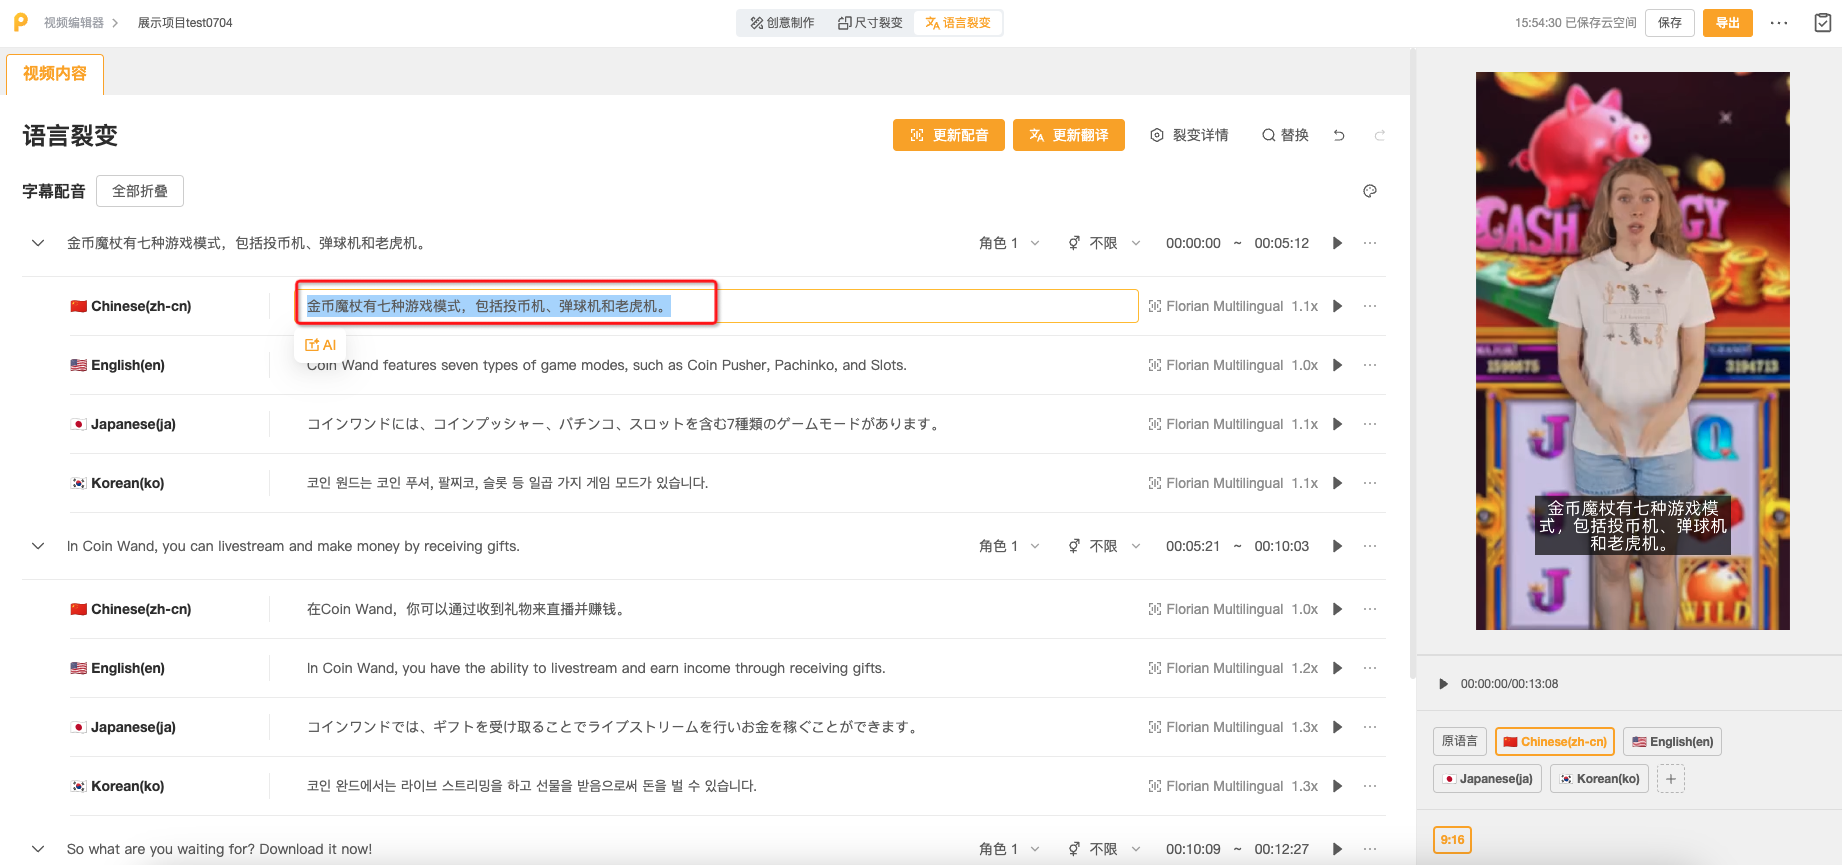 视频编辑器
展示项目test0704
创意制作
尺寸裂变
语言裂变
15:54:30 已保存云空间
保存
导出
视频内容
语言裂变
更新配音
更新翻译
裂变详情
替换
字幕配音
全部折叠
金币魔杖有七种游戏模式，包括投币机、弹球机和老虎机。
角色 1
不限
00:00:00 ~ 00:05:12
Chinese(zh-cn)
金币魔杖有七种游戏模式，包括投币机、弹球机和老虎机。
Florian Multilingual 1.1x
AI
English(en)
Coin Wand features seven types of game modes, such as Coin Pusher, Pachinko, and Slots.
Florian Multilingual 1.0x
Japanese(ja)
コインワンドには、コインプッシャー、パチンコ、スロットを含む7種類のゲームモードがあります。
Florian Multilingual 1.1x
Korean(ko)
코인 원드는 코인 푸셔, 팔찌코, 슬롯 등 일곱 가지 게임 모드가 있습니다.
Florian Multilingual 1.1x
In Coin Wand, you can livestream and make money by receiving gifts.
角色 1
不限
00:05:21 ~ 00:10:03
Chinese(zh-cn)
在Coin Wand，你可以通过收到礼物来直播并赚钱。
Florian Multilingual 1.0x
English(en)
In Coin Wand, you have the ability to livestream and earn income through receiving gifts.
Florian Multilingual 1.2x
Japanese(ja)
コインワンドでは、ギフトを受け取ることでライブストリームを行いお金を稼ぐことができます。
Florian Multilingual 1.3x
Korean(ko)
코인 완드에서는 라이브 스트리밍을 하고 선물을 받음으로써 돈을 벌 수 있습니다.
Florian Multilingual 1.3x
So what are you waiting for? Download it now!
角色 1
不限
00:10:09 ~ 00:12:27
CASH
GY
MAJOR
1599675
GRAND
3194713
J
Q
J
WILD
金币魔杖有七种游戏模
式，包括投币机、弹球机
和老虎机。
00:00:00/00:13:08
原语言
Chinese(zh-cn)
English(en)
Japanese(ja)
Korean(ko)
9:16